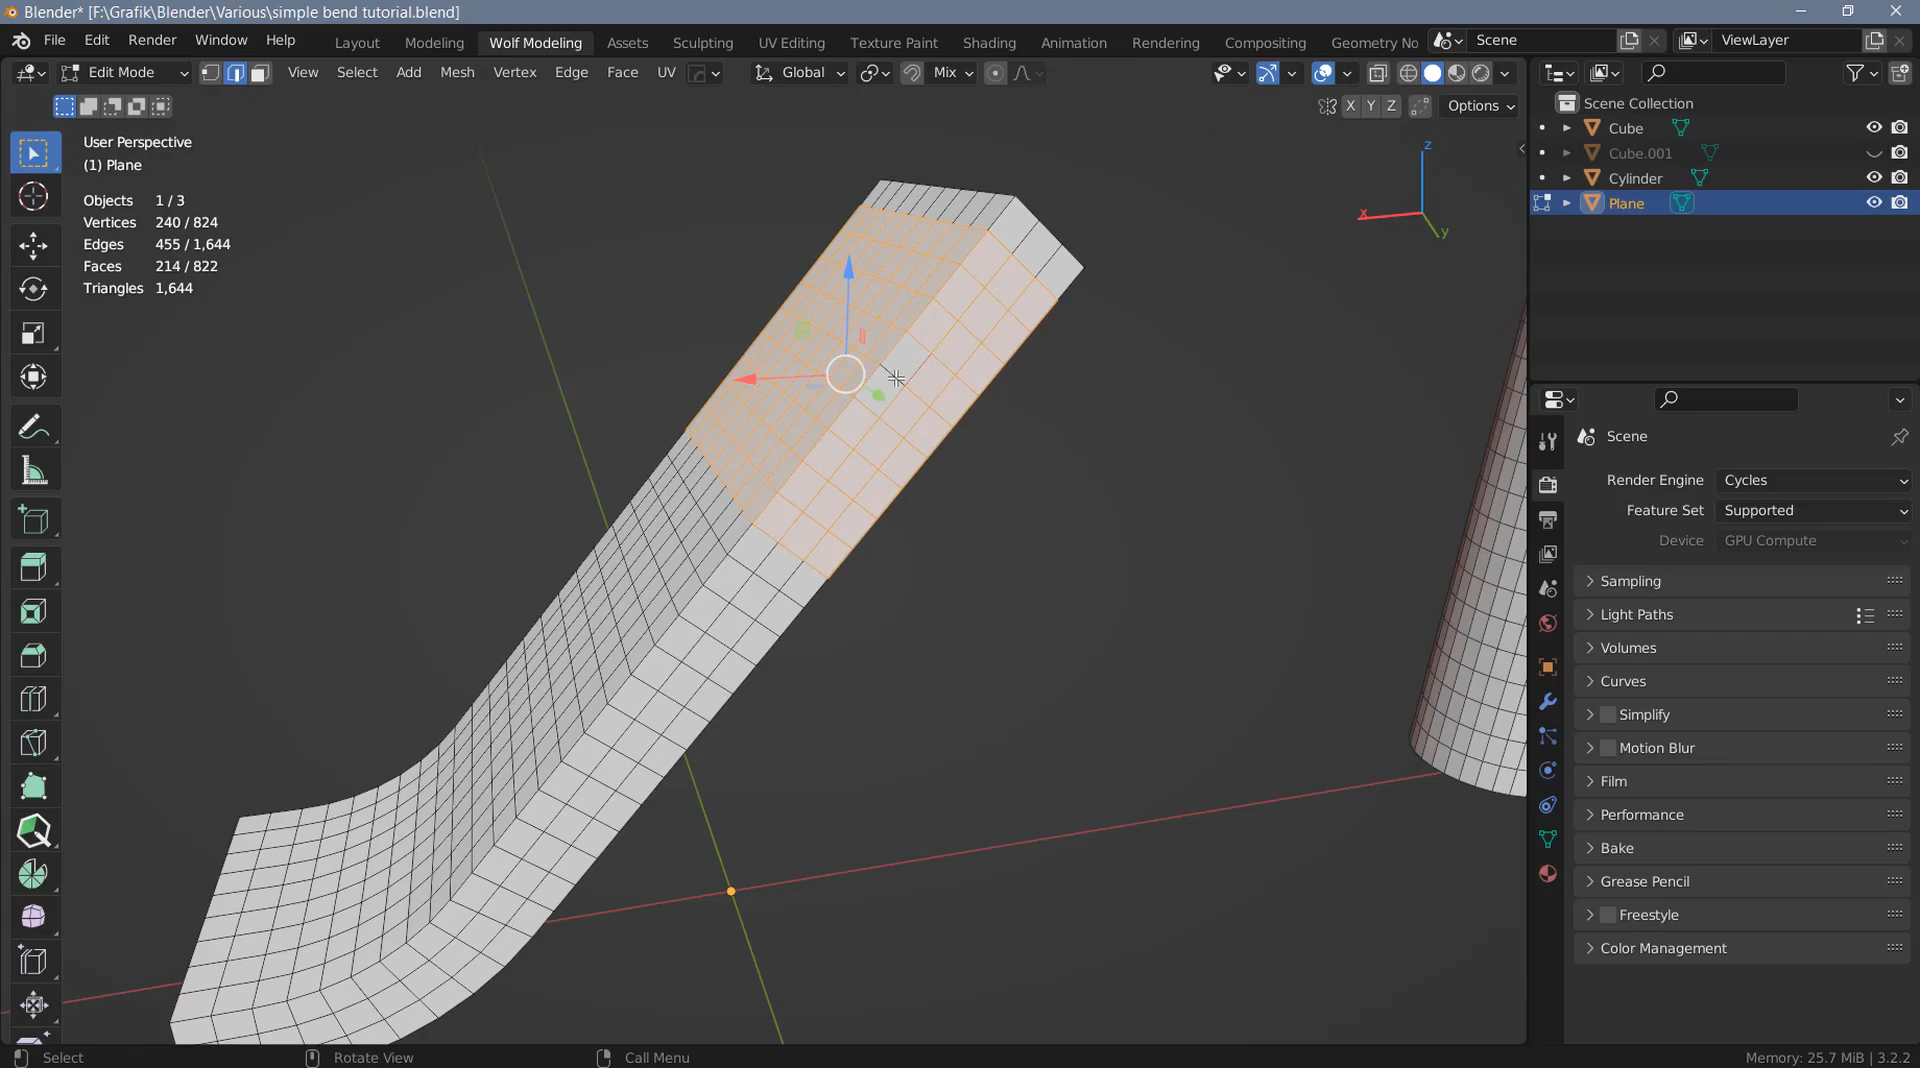 Blender* [F:\Grafik\Blender\Various\simple bend tutorial.blend]
File Edit Render Window Help
Layout Modeling Wolf Modeling Assets Sculpting UV Editing Texture Paint Shading Animation Rendering Compositing Geometry No
Scene
ViewLayer
Edit Mode
View Select Add Mesh Vertex Edge Face UV
Global
Mix
X Y Z
Options
User Perspective
(1) Plane
Objects 1 / 3
Vertices 240 / 824
Edges 455 / 1,644
Faces 214 / 822
Triangles 1,644
z
x
y
Scene Collection
Cube
Cube.001
Cylinder
Plane
Scene
Render Engine Cycles
Feature Set Supported
Device GPU Compute
Sampling
Light Paths
Volumes
Curves
Simplify
Motion Blur
Film
Performance
Bake
Grease Pencil
Freestyle
Color Management
Select
Rotate View
Call Menu
Memory: 25.7 MiB | 3.2.2